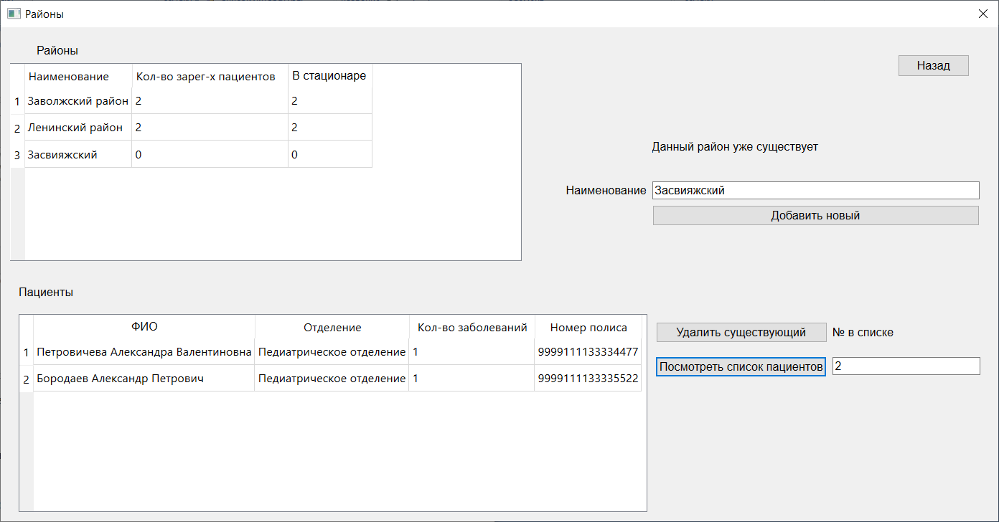 Районы
Районы
Назад
Наименование Кол-во зарег-х пациентов В стационаре
1 Заволжский район 2 2
2 Ленинский район 2 2
3 Засвияжский 0 0
Данный район уже существует
Наименование Засвияжский
Добавить новый
Пациенты
ФИО Отделение Кол-во заболеваний Номер полиса
1 Петровичева Александра Валентиновна Педиатрическое отделение 1 9999111133334477
2 Бородаев Александр Петрович Педиатрическое отделение 1 9999111133335522
Удалить существующий № в списке
Посмотреть список пациентов 2